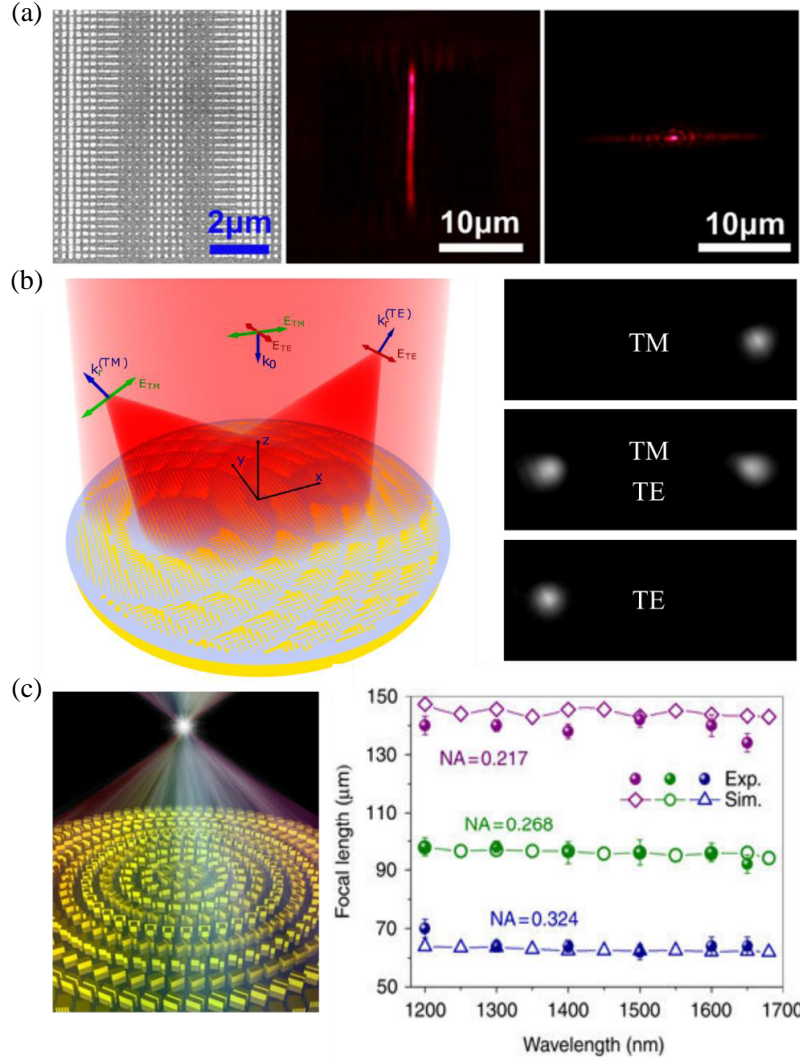 (a)
2μm
10μm
10μm
(b)
E_TM
E_TE
k_0
k_r^(TM)
E_TM
k_r^(TE)
E_TE
z
y
x
TM
TM
TE
TE
(c)
150
130
110
90
70
50
Focal length (μm)
NA=0.217
Exp.
Sim.
NA=0.268
NA=0.324
1200 1300 1400 1500 1600 1700
Wavelength (nm)